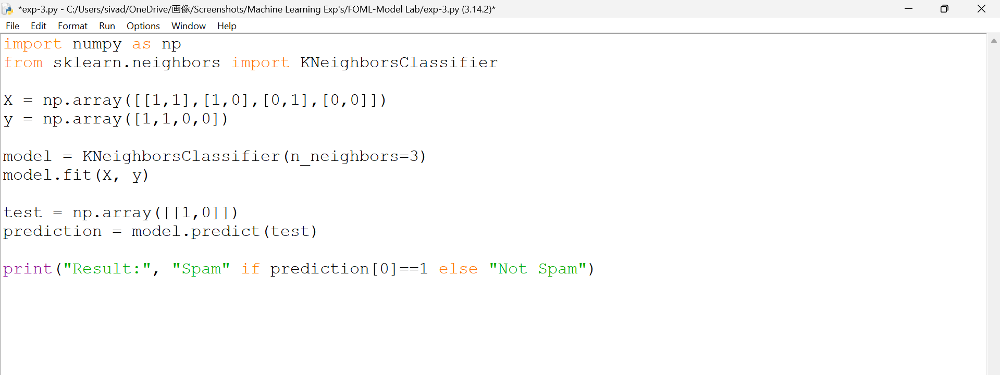 *exp-3.py - C:/Users/sivad/OneDrive/画像/Screenshots/Machine Learning Exp's/FOML-Model Lab/exp-3.py (3.14.2)*
File Edit Format Run Options Window Help
import numpy as np
from sklearn.neighbors import KNeighborsClassifier
X = np.array([[1,1],[1,0],[0,1],[0,0]])
y = np.array([1,1,0,0])
model = KNeighborsClassifier(n_neighbors=3)
model.fit(X, y)
test = np.array([[1,0]])
prediction = model.predict(test)
print("Result:", "Spam" if prediction[0]==1 else "Not Spam")